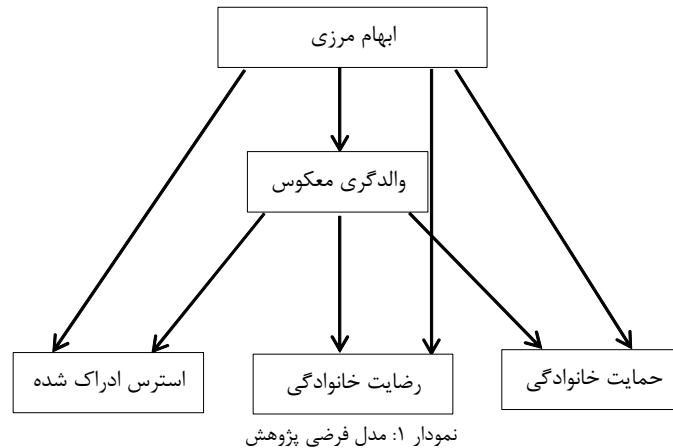 ابهام مرزی
والدگری معکوس
حمایت خانوادگی
رضایت خانوادگی
استرس ادراک شده
نمودار ۱: مدل فرضی پژوهش